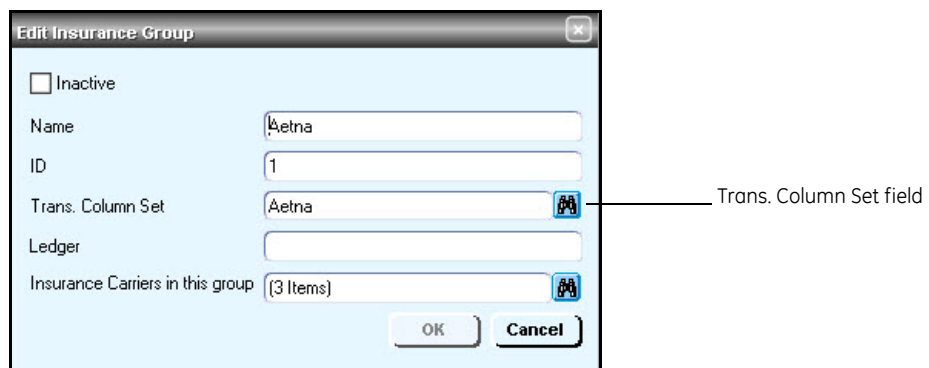 Edit Insurance Group
Inactive
Name Aetna
ID 1
Trans. Column Set Aetna
Trans. Column Set field
Ledger
Insurance Carriers in this group (3 Items)
OK Cancel